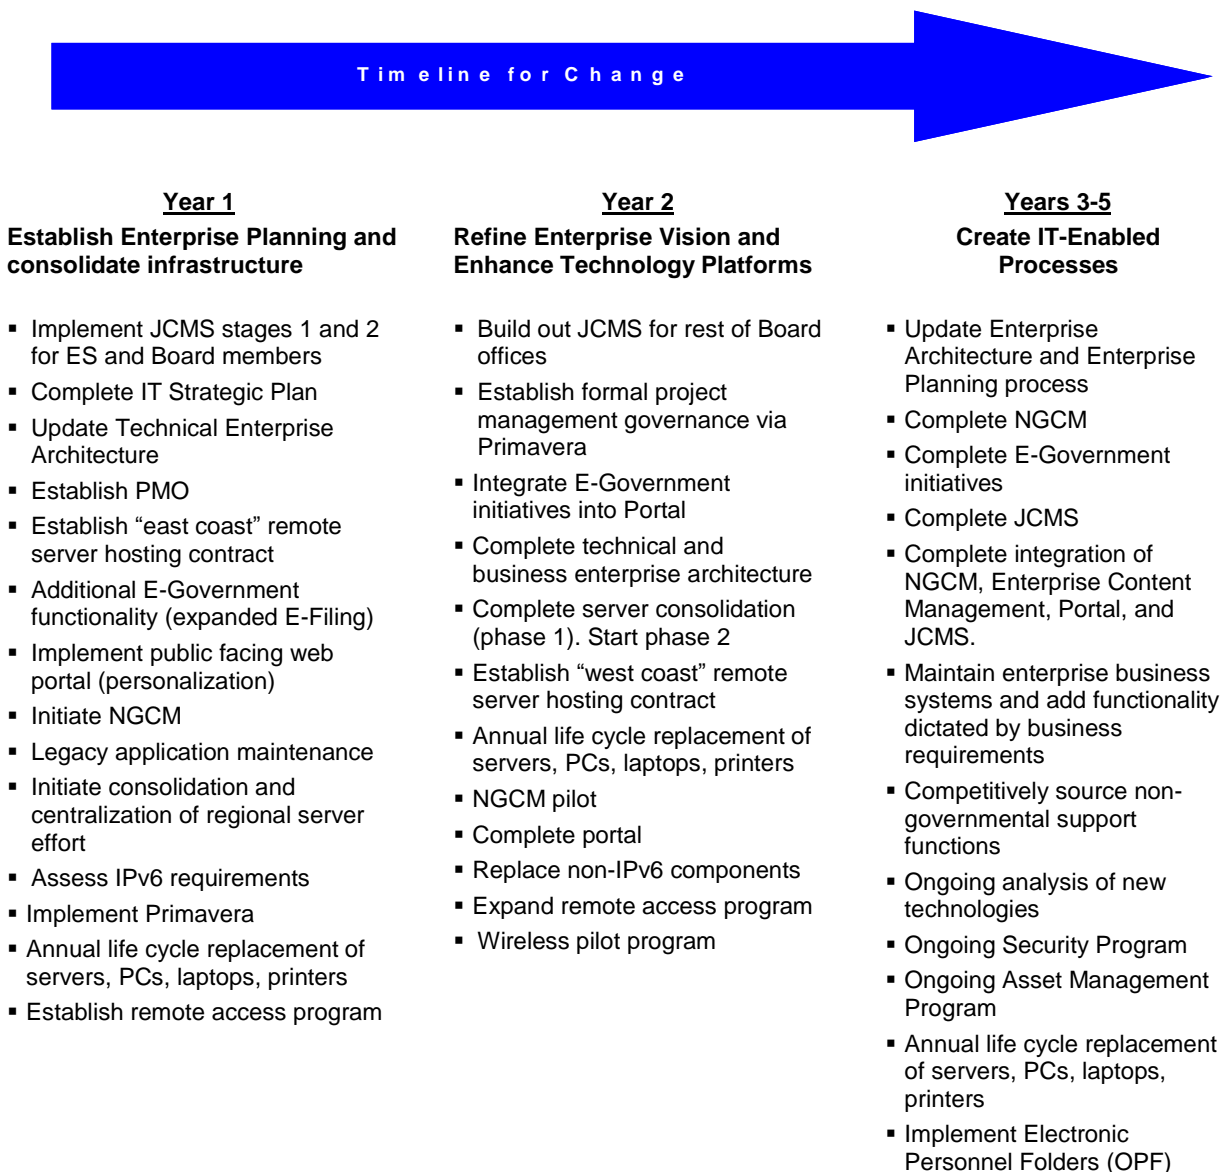 Timeline for Change
Year 1
Establish Enterprise Planning and
consolidate infrastructure
▪ Implement JCMS stages 1 and 2
for ES and Board members
▪ Complete IT Strategic Plan
▪ Update Technical Enterprise
Architecture
▪ Establish PMO
▪ Establish “east coast” remote
server hosting contract
▪ Additional E-Government
functionality (expanded E-Filing)
▪ Implement public facing web
portal (personalization)
▪ Initiate NGCM
▪ Legacy application maintenance
▪ Initiate consolidation and
centralization of regional server
effort
▪ Assess IPv6 requirements
▪ Implement Primavera
▪ Annual life cycle replacement of
servers, PCs, laptops, printers
▪ Establish remote access program
Year 2
Refine Enterprise Vision and
Enhance Technology Platforms
▪ Build out JCMS for rest of Board
offices
▪ Establish formal project
management governance via
Primavera
▪ Integrate E-Government
initiatives into Portal
▪ Complete technical and
business enterprise architecture
▪ Complete server consolidation
(phase 1). Start phase 2
▪ Establish “west coast” remote
server hosting contract
▪ Annual life cycle replacement of
servers, PCs, laptops, printers
▪ NGCM pilot
▪ Complete portal
▪ Replace non-IPv6 components
▪ Expand remote access program
▪ Wireless pilot program
Years 3-5
Create IT-Enabled
Processes
▪ Update Enterprise
Architecture and Enterprise
Planning process
▪ Complete NGCM
▪ Complete E-Government
initiatives
▪ Complete JCMS
▪ Complete integration of
NGCM, Enterprise Content
Management, Portal, and
JCMS.
▪ Maintain enterprise business
systems and add functionality
dictated by business
requirements
▪ Competitively source non-
governmental support
functions
▪ Ongoing analysis of new
technologies
▪ Ongoing Security Program
▪ Ongoing Asset Management
Program
▪ Annual life cycle replacement
of servers, PCs, laptops,
printers
▪ Implement Electronic
Personnel Folders (OPF)